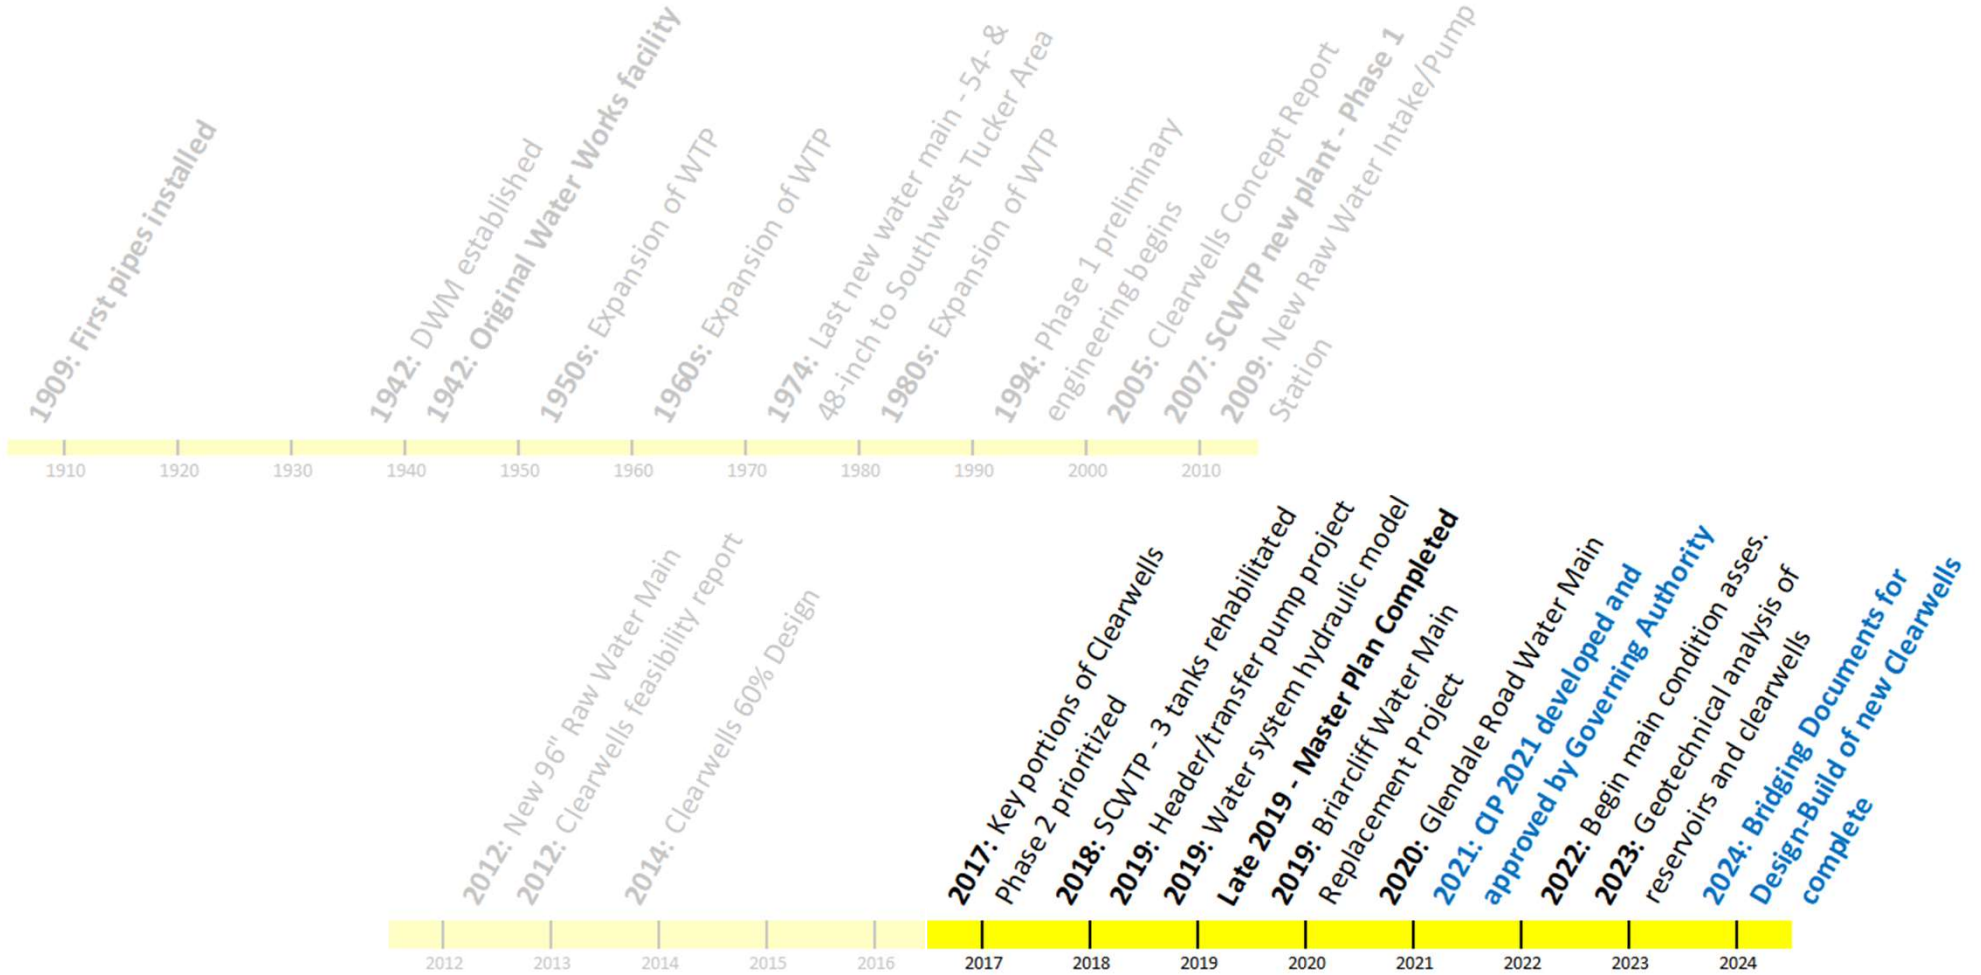 1909: First pipes installed
1942: DWM established
1942: Original Water Works facility
1950s: Expansion of WTP
1960s: Expansion of WTP
1974: Last new water main - 54- &
48-inch to Southwest Tucker Area
1980s: Expansion of WTP
1994: Phase 1 preliminary
engineering begins
2005: Clearwells Concept Report
2007: SCWTP new plant - Phase 1
2009: New Raw Water Intake/Pump
Station
1910 1920 1930 1940 1950 1960 1970 1980 1990 2000 2010
2012: New 96" Raw Water Main
2012: Clearwells feasibility report
2014: Clearwells 60% Design
2017: Key portions of Clearwells
Phase 2 prioritized
2018: SCWTP - 3 tanks rehabilitated
2019: Header/transfer pump project
2019: Water system hydraulic model
Late 2019 - Master Plan Completed
2019: Briarcliff Water Main
Replacement Project
2020: Glendale Road Water Main
2021: CIP 2021 developed and
approved by Governing Authority
2022: Begin main condition asses.
2023: Geotechnical analysis of
reservoirs and clearwells
2024: Bridging Documents for
Design-Build of new Clearwells
complete
2012 2013 2014 2015 2016 2017 2018 2019 2020 2021 2022 2023 2024